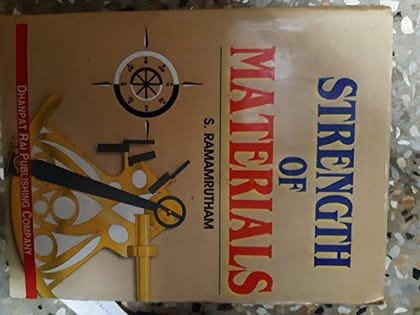 STRENGTH
OF
MATERIALS
S. RAMAMRUTHAM
DHANPAT RAI PUBLISHING COMPANY